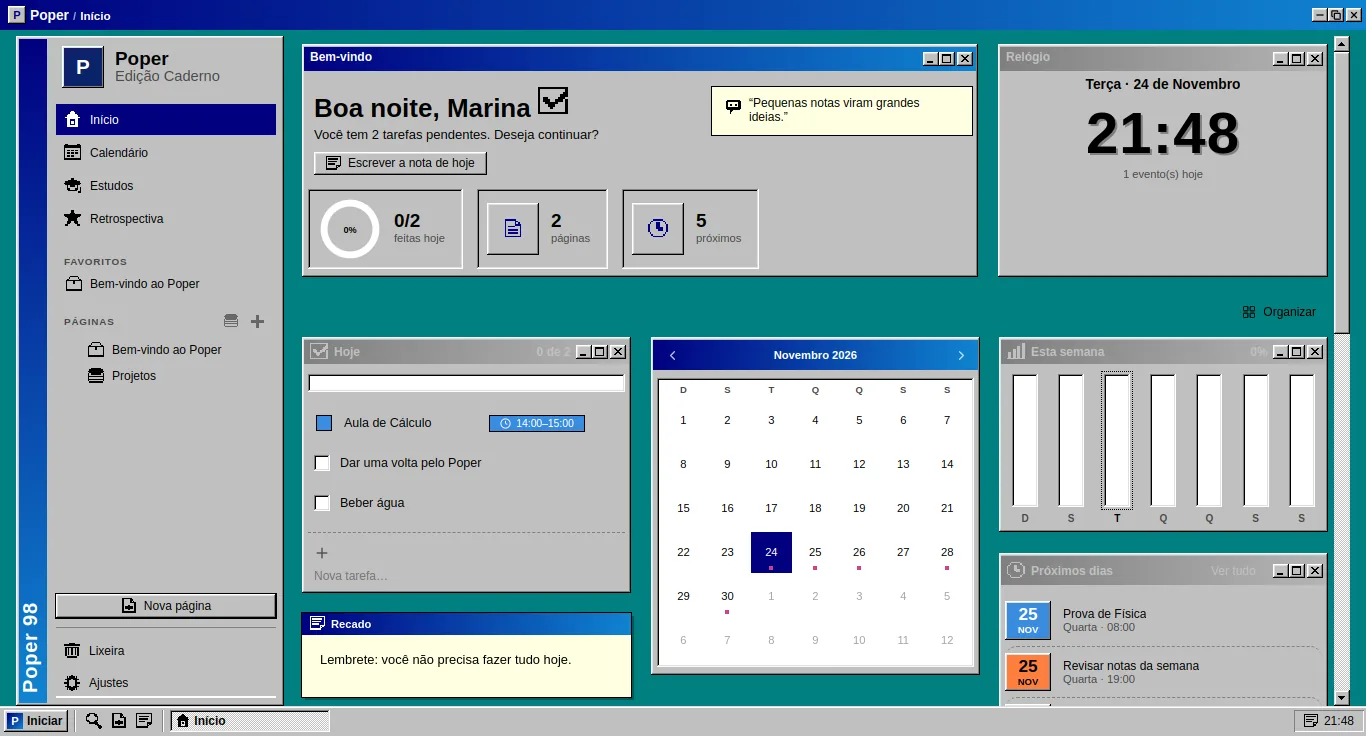 P Poper / Início
P
Poper
Edição Caderno
Início
Calendário
Estudos
Retrospectiva
FAVORITOS
Bem-vindo ao Poper
PÁGINAS
Bem-vindo ao Poper
Projetos
Nova página
Lixeira
Ajustes
Poper 98
Bem-vindo
Boa noite, Marina
Você tem 2 tarefas pendentes. Deseja continuar?
Escrever a nota de hoje
“Pequenas notas viram grandes
ideias.”
0%
0/2
feitas hoje
2
páginas
5
próximos
Relógio
Terça · 24 de Novembro
21:48
1 evento(s) hoje
Organizar
Hoje 0 de 2
Aula de Cálculo 14:00–15:00
Dar uma volta pelo Poper
Beber água
Nova tarefa…
Recado
Lembrete: você não precisa fazer tudo hoje.
Novembro 2026
D S T Q Q S S
1 2 3 4 5 6 7
8 9 10 11 12 13 14
15 16 17 18 19 20 21
22 23 24 25 26 27 28
29 30 1 2 3 4 5
6 7 8 9 10 11 12
Esta semana 0%
D S T Q Q S S
Próximos dias Ver tudo
25
NOV
Prova de Física
Quarta · 08:00
25
NOV
Revisar notas da semana
Quarta · 19:00
P Iniciar
Início
21:48